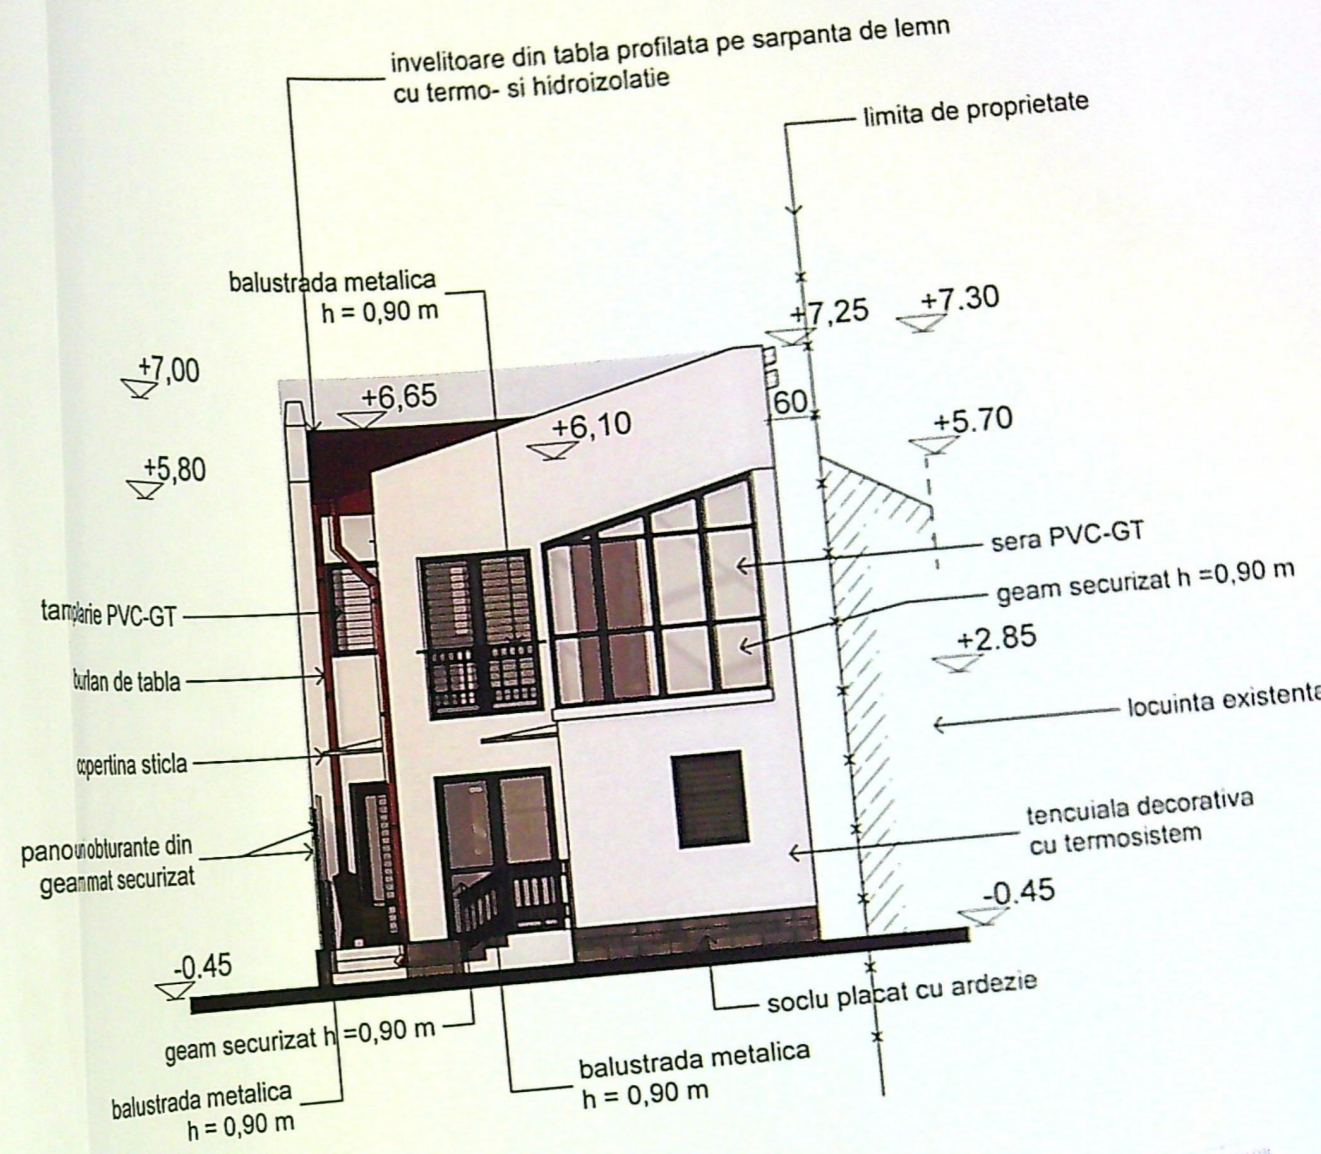 invelitoare din tabla profilata pe sarpanta de lemn
cu termo- si hidroizolatie
limita de proprietate
balustrada metalica
h = 0,90 m
+7,25
+7.30
+7,00
+6,65
60
+6,10
+5.70
+5,80
sera PVC-GT
geam securizat h =0,90 m
tamplarie PVC-GT
+2.85
burlan de tabla
locuinta existenta
copertina sticla
tencuiala decorativa
cu termosistem
panouri obturante din
geam mat securizat
-0.45
-0.45
soclu placat cu ardezie
geam securizat h =0,90 m
balustrada metalica
h = 0,90 m
balustrada metalica
h = 0,90 m